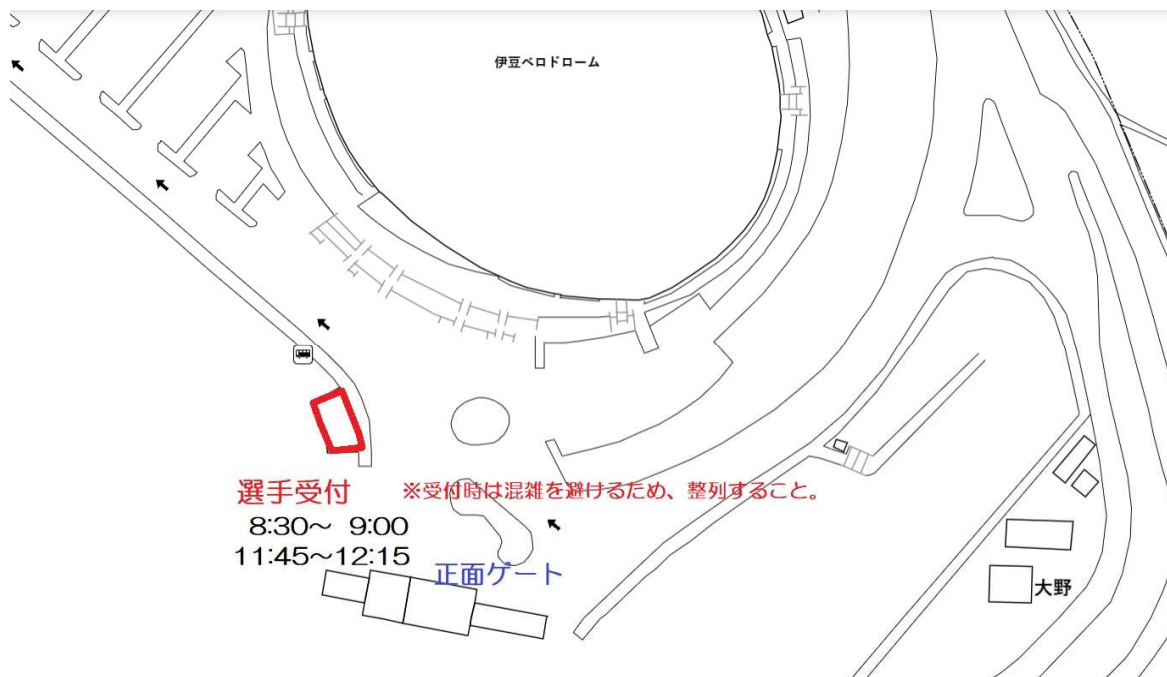 伊豆ベロドローム
選手受付
※受付時は混雑を避けるため、整列すること。
8:30～ 9:00
11:45～12:15
正面ゲート
大野